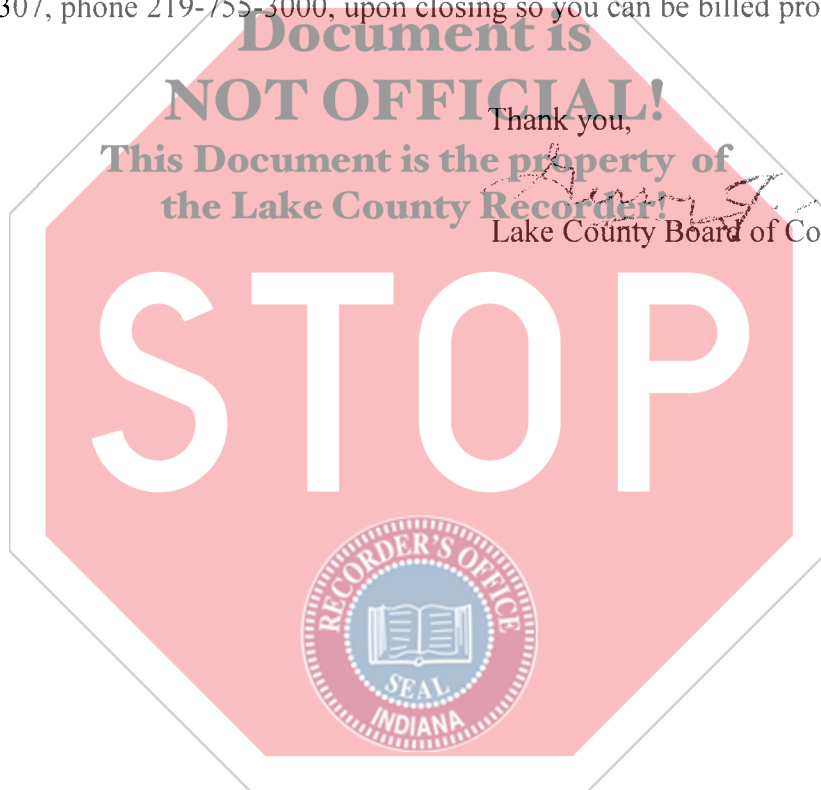 307, phone 219-755-3000, upon closing so you can be billed pro
Document is
NOT OFFICIAL!
Thank you,
This Document is the property of
the Lake County Recorder!
Lake County Board of Co
STOP
RECORDER'S OFFICE
SEAL
INDIANA